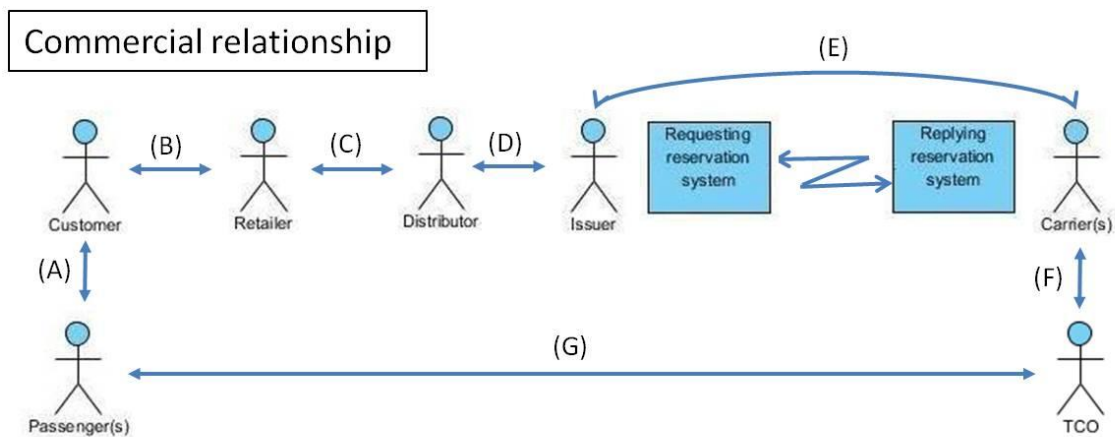 Commercial relationship
(E)
(B)
(C)
(D)
Requesting
reservation
system
Replying
reservation
system
Customer
Retailer
Distributor
Issuer
Carrier(s)
(A)
(F)
(G)
Passenger(s)
TCO